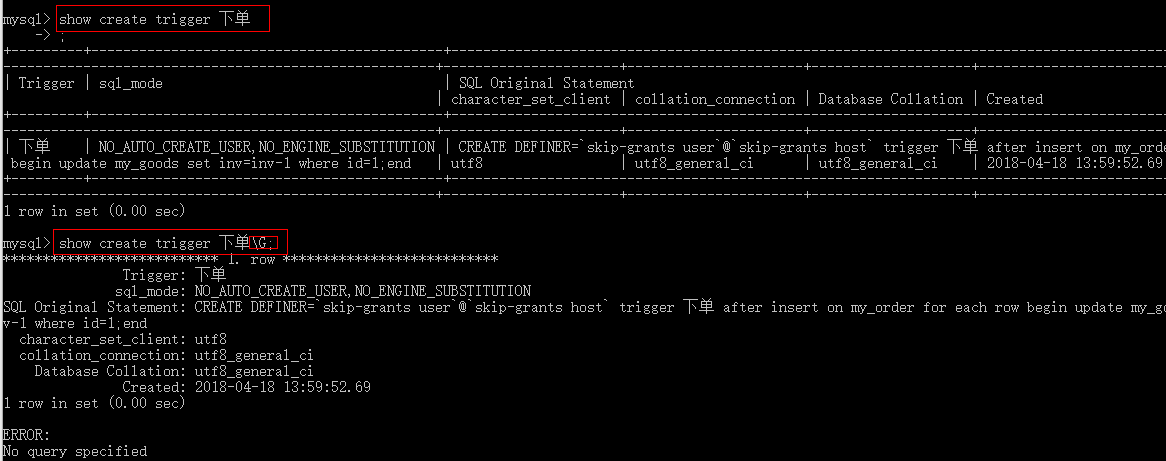 mysql> show create trigger 下单
    -> ;
| Trigger | sql_mode | SQL Original Statement
| character_set_client | collation_connection | Database Collation | Created
| 下单 | NO_AUTO_CREATE_USER,NO_ENGINE_SUBSTITUTION | CREATE DEFINER=`skip-grants user`@`skip-grants host` trigger 下单 after insert on my_orde
begin update my_goods set inv=inv-1 where id=1;end | utf8 | utf8_general_ci | utf8_general_ci | 2018-04-18 13:59:52.69
1 row in set (0.00 sec)
mysql> show create trigger 下单\G;
*************************** 1. row ***************************
Trigger: 下单
sql_mode: NO_AUTO_CREATE_USER,NO_ENGINE_SUBSTITUTION
SQL Original Statement: CREATE DEFINER=`skip-grants user`@`skip-grants host` trigger 下单 after insert on my_order for each row begin update my_go
v-1 where id=1;end
character_set_client: utf8
collation_connection: utf8_general_ci
Database Collation: utf8_general_ci
Created: 2018-04-18 13:59:52.69
1 row in set (0.00 sec)
ERROR:
No query specified